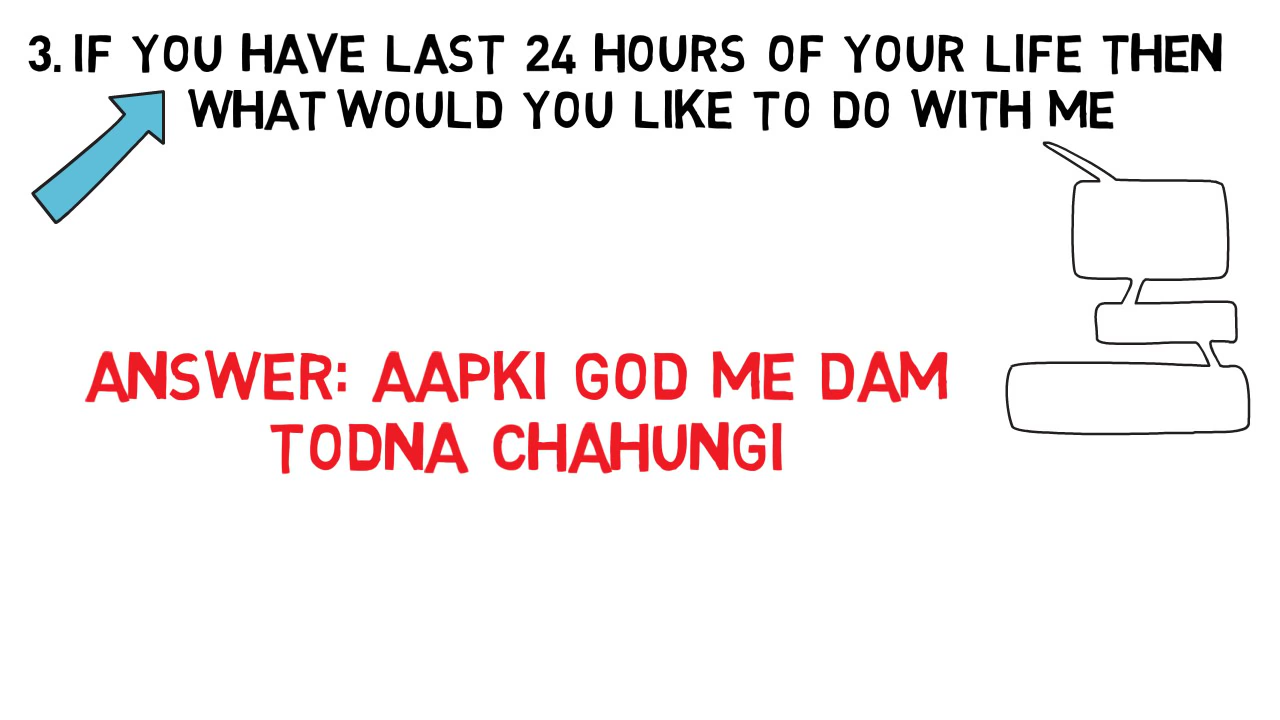 3. IF YOU HAVE LAST 24 HOURS OF YOUR LIFE THEN
WHAT WOULD YOU LIKE TO DO WITH ME
ANSWER: AAPKI GOD ME DAM
TODNA CHAHUNGI